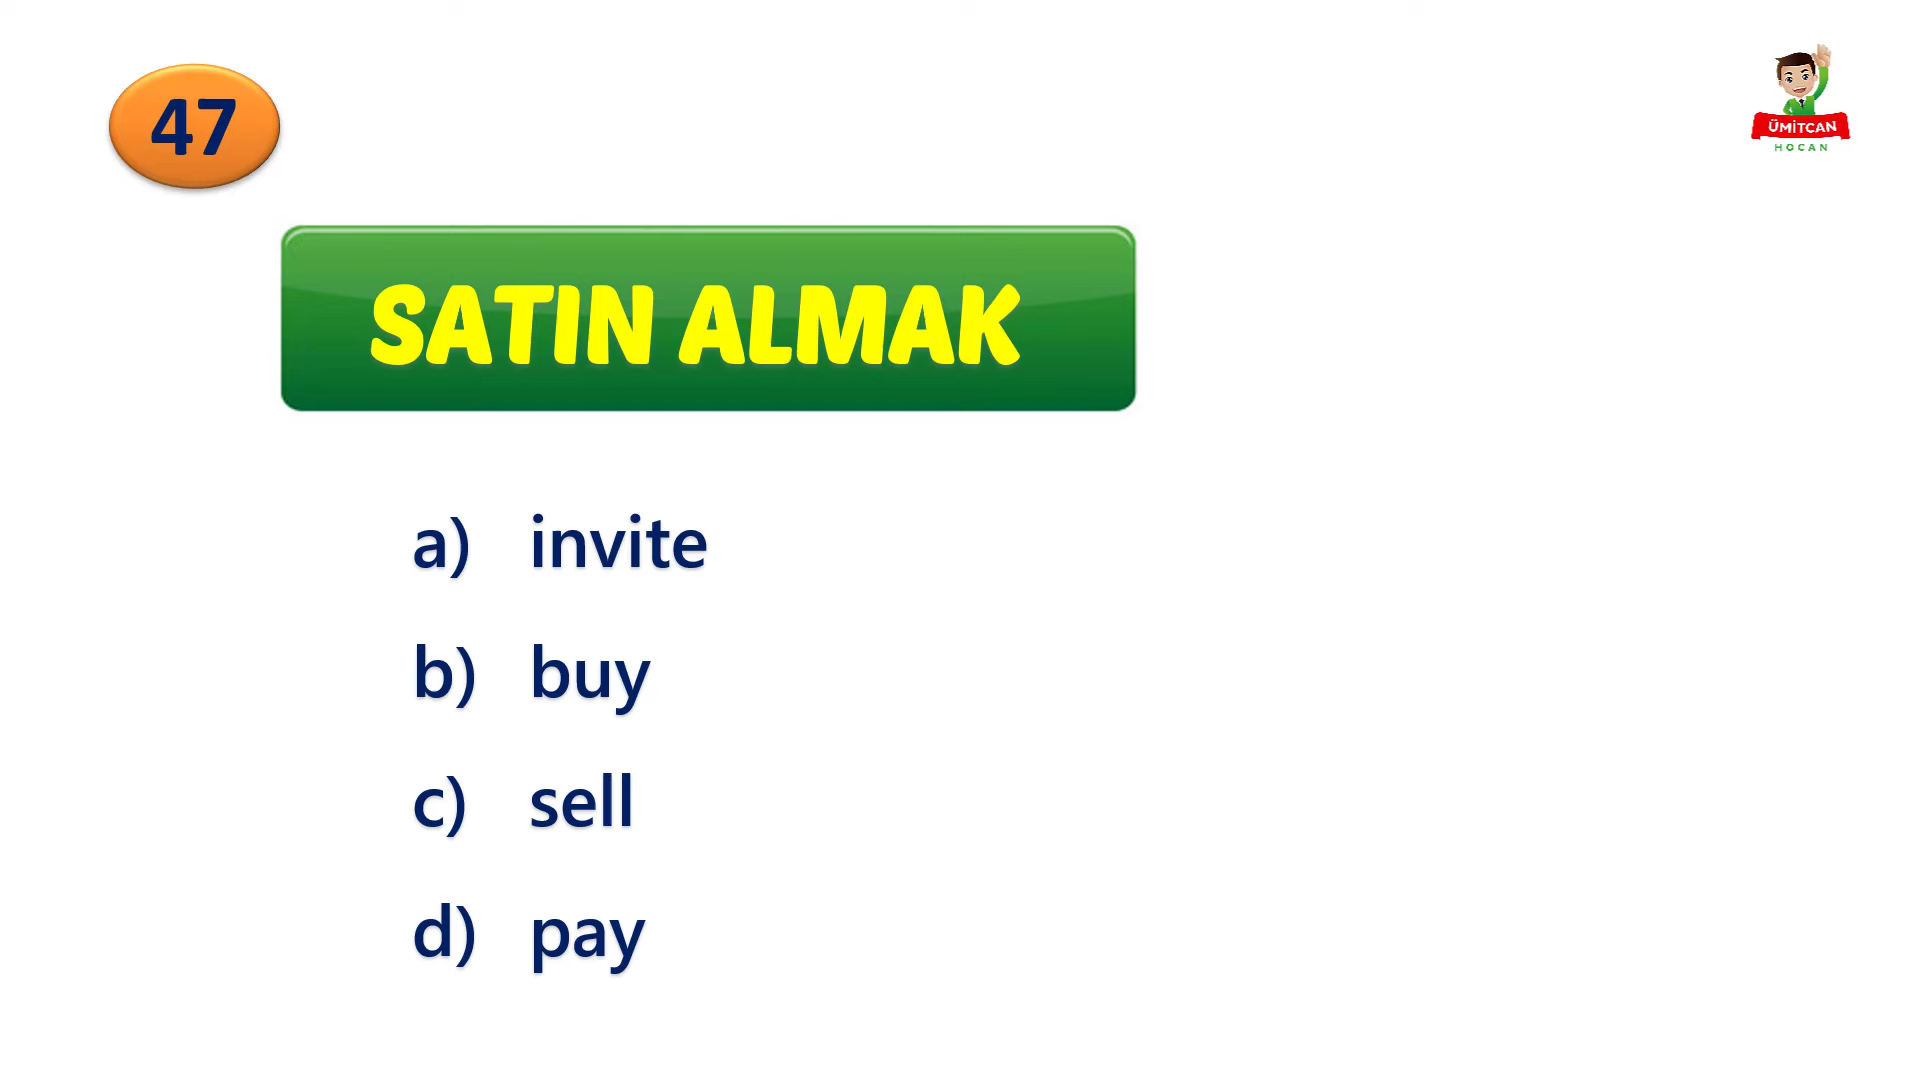 47
ÜMİTCAN
HOCAN
SATIN ALMAK
a) invite
b) buy
c) sell
d) pay